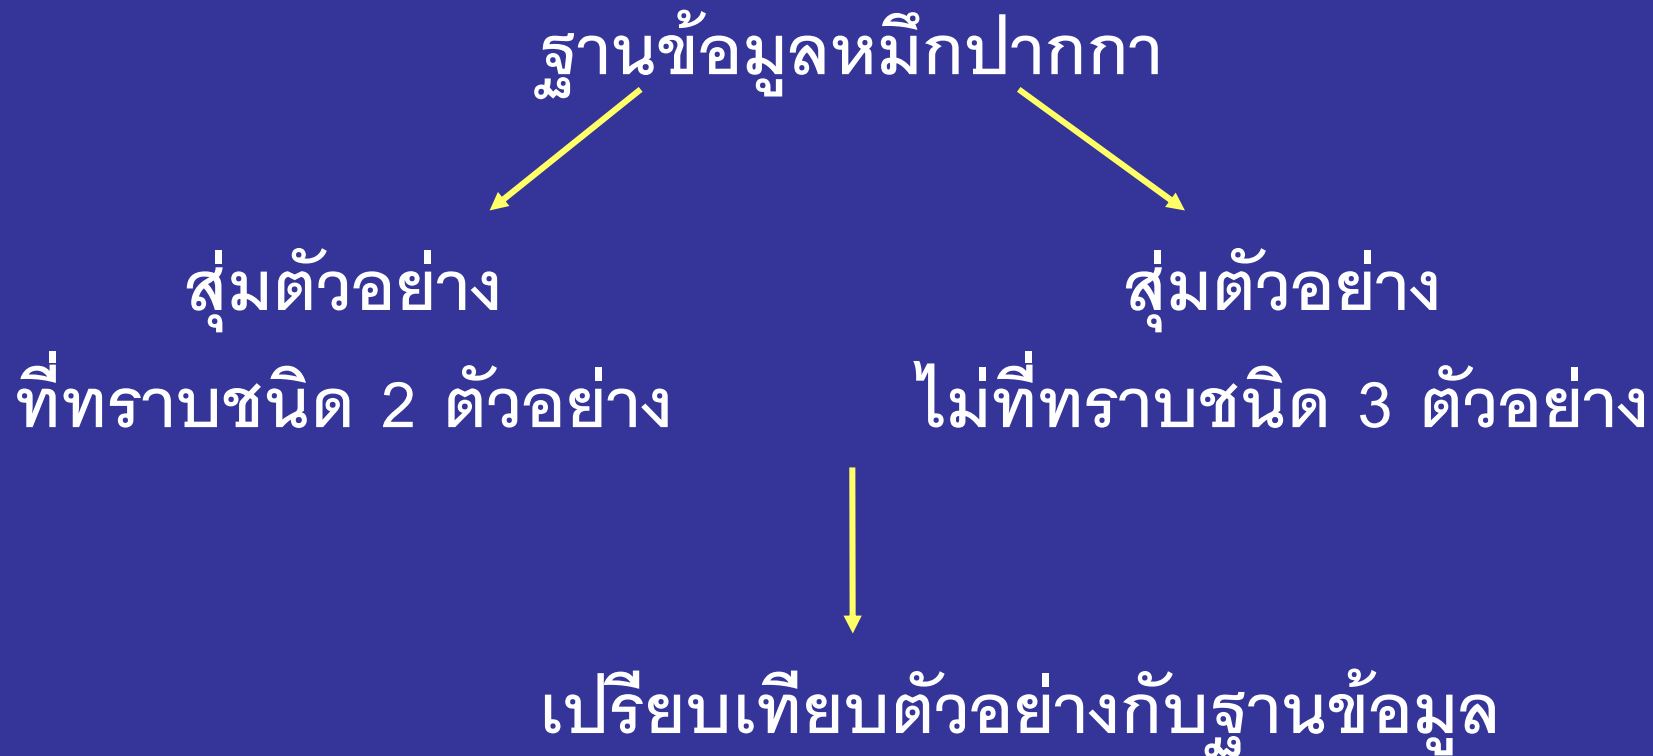 ฐานข้อมูลหมึกปากกา
สุ่มตัวอย่าง
ที่ทราบชนิด 2 ตัวอย่าง
สุ่มตัวอย่าง
ไม่ที่ทราบชนิด 3 ตัวอย่าง
เปรียบเทียบตัวอย่างกับฐานข้อมูล